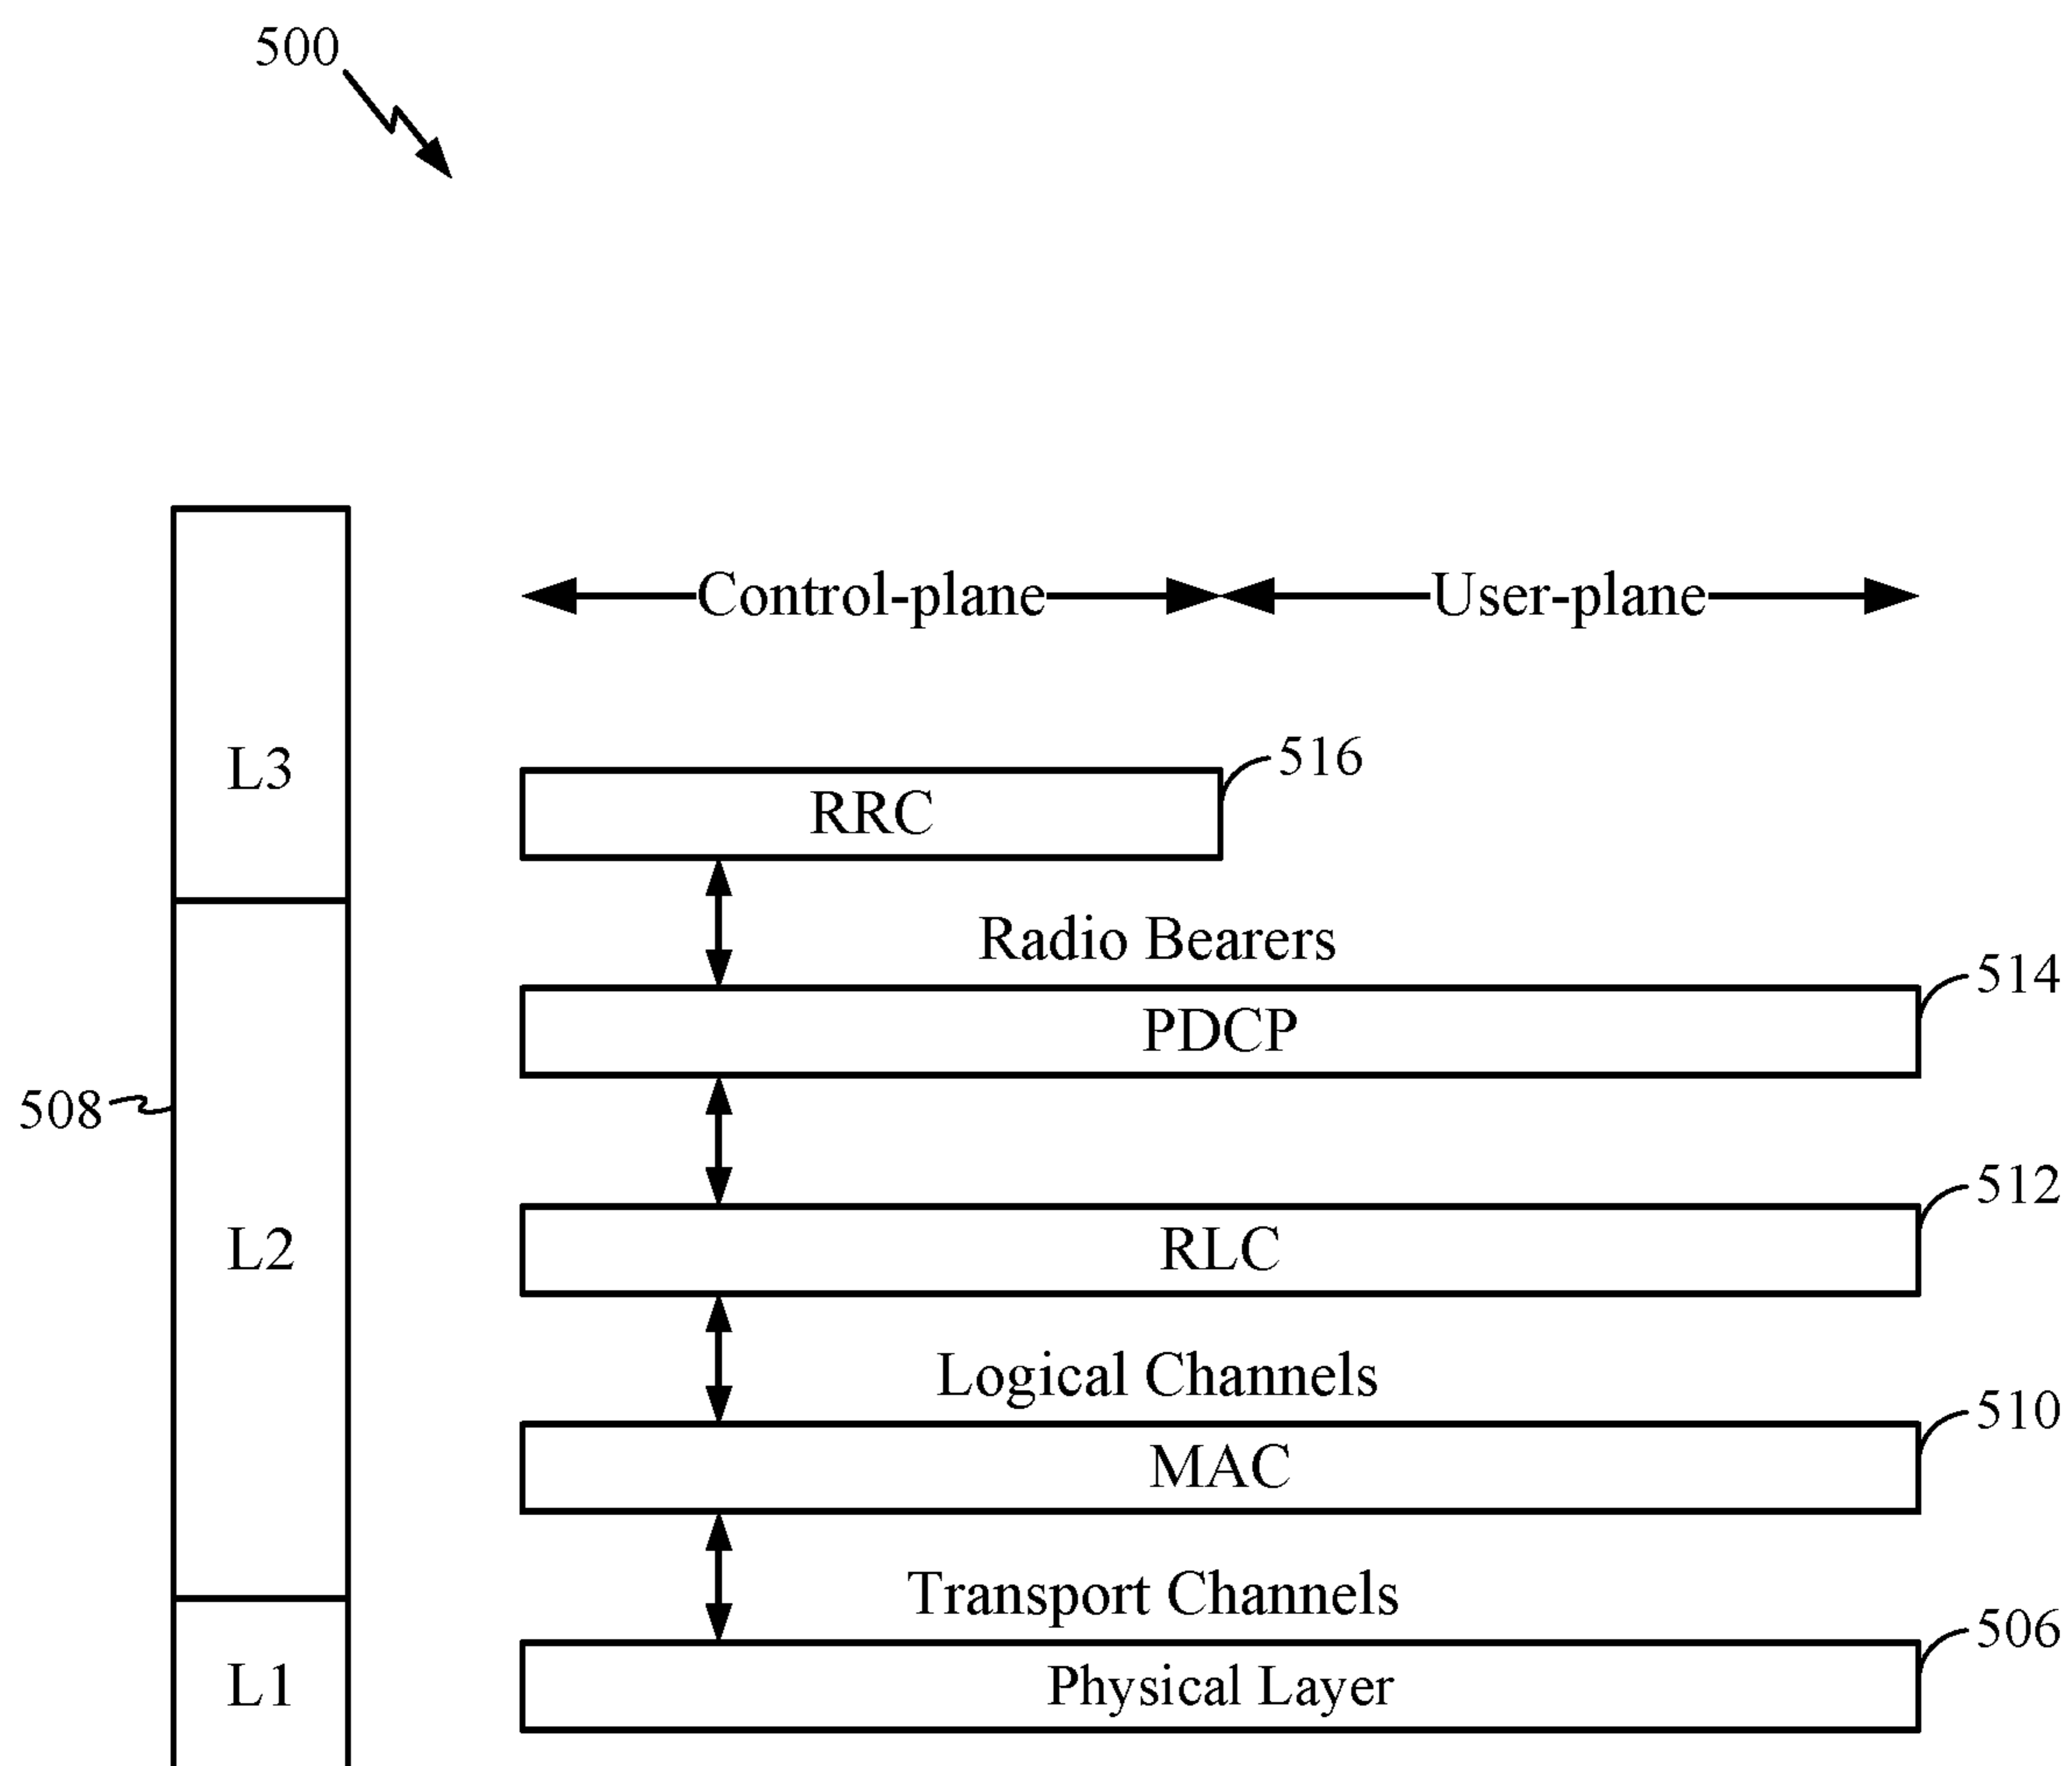 500
Control-plane
User-plane
L3
516
RRC
Radio Bearers
514
PDCP
508
512
L2
RLC
Logical Channels
510
MAC
Transport Channels
506
L1
Physical Layer